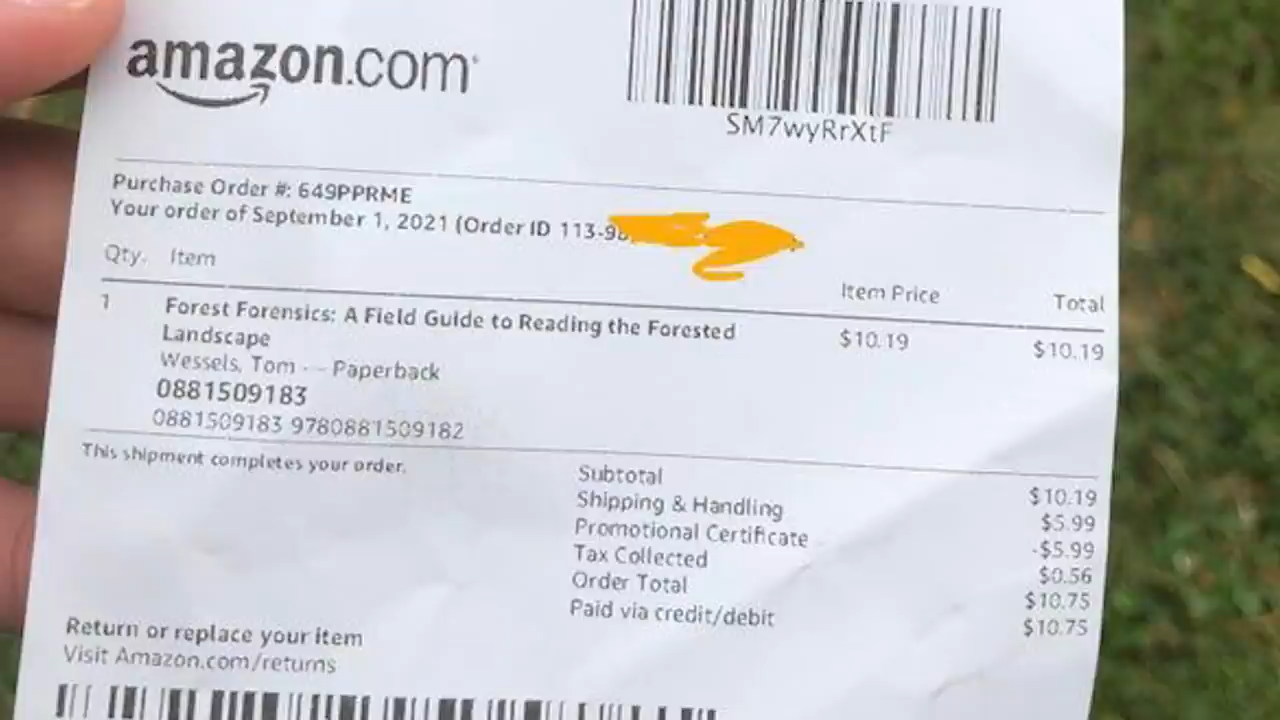 amazon.com
SM7wyRrXtF
Purchase Order #: 649PPRME
Your order of September 1, 2021 (Order ID 113-98
Qty. Item Item Price Total
1 Forest Forensics: A Field Guide to Reading the Forested $10.19 $10.19
Landscape
Wessels, Tom - - Paperback
0881509183
0881509183 9780881509182
This shipment completes your order.
Subtotal $10.19
Shipping & Handling $5.99
Promotional Certificate -$5.99
Tax Collected $0.56
Order Total $10.75
Paid via credit/debit $10.75
Return or replace your item
Visit Amazon.com/returns